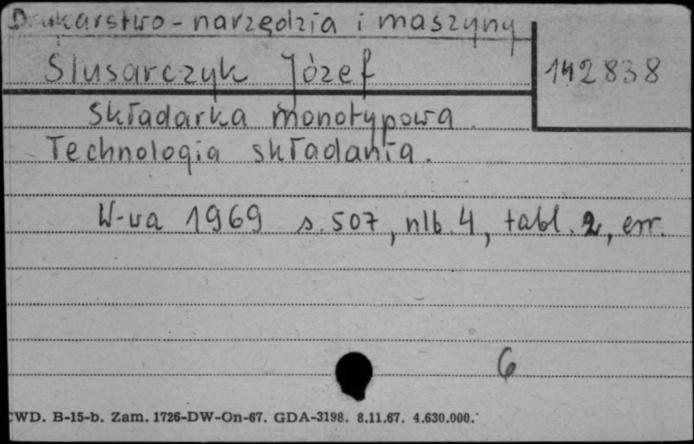 Drukarstwo - narzędzia i maszyny
Ślusarczyk Józef 142838
Składarka monotypowa.
Technologia składania.
W-wa 1969 s. 507, nlb. 4, tabl. 2, err.
6
CWD. B-15-b. Zam. 1726-DW-On-67. GDA-3198. 8.11.67. 4.630.000.